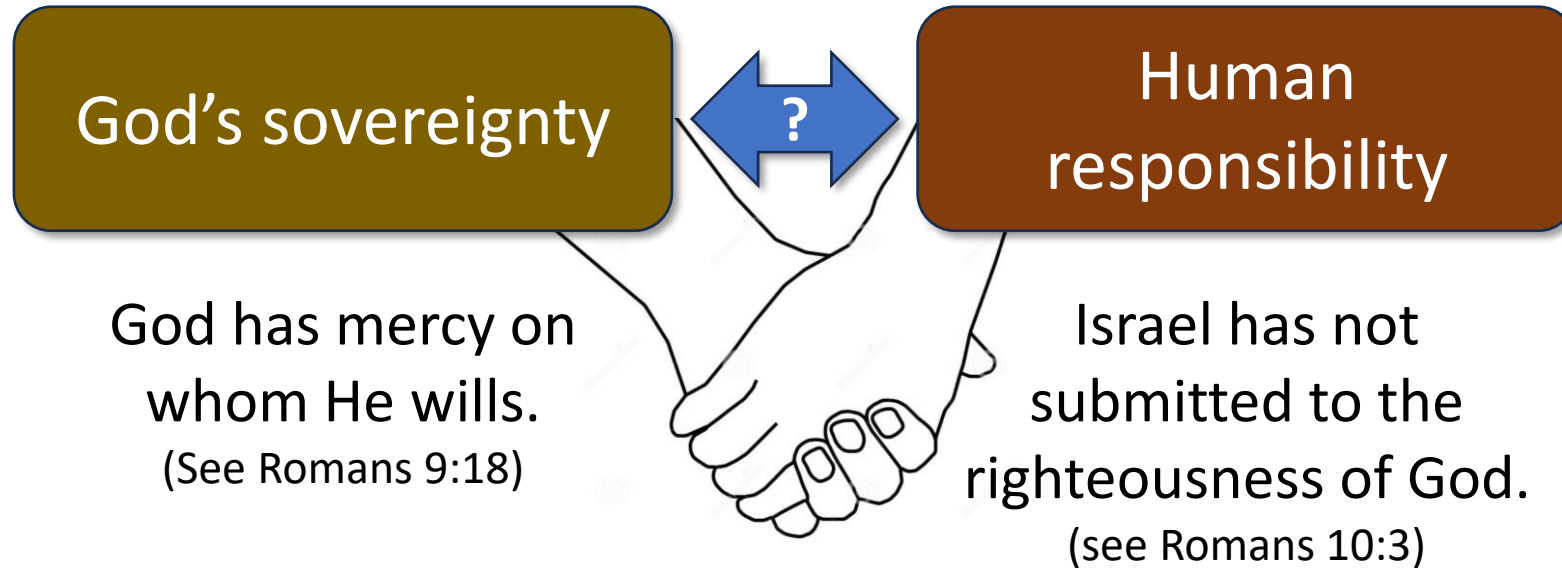 God's sovereignty
?
Human
responsibility
God has mercy on
whom He wills.
(See Romans 9:18)
Israel has not
submitted to the
righteousness of God.
(see Romans 10:3)